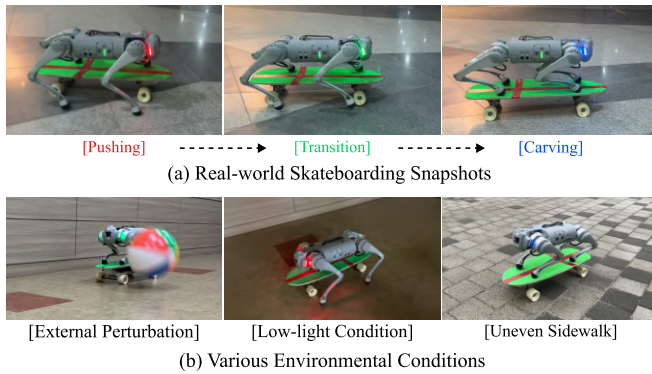 [Pushing] [Transition] [Carving]
(a) Real-world Skateboarding Snapshots
[External Perturbation] [Low-light Condition] [Uneven Sidewalk]
(b) Various Environmental Conditions